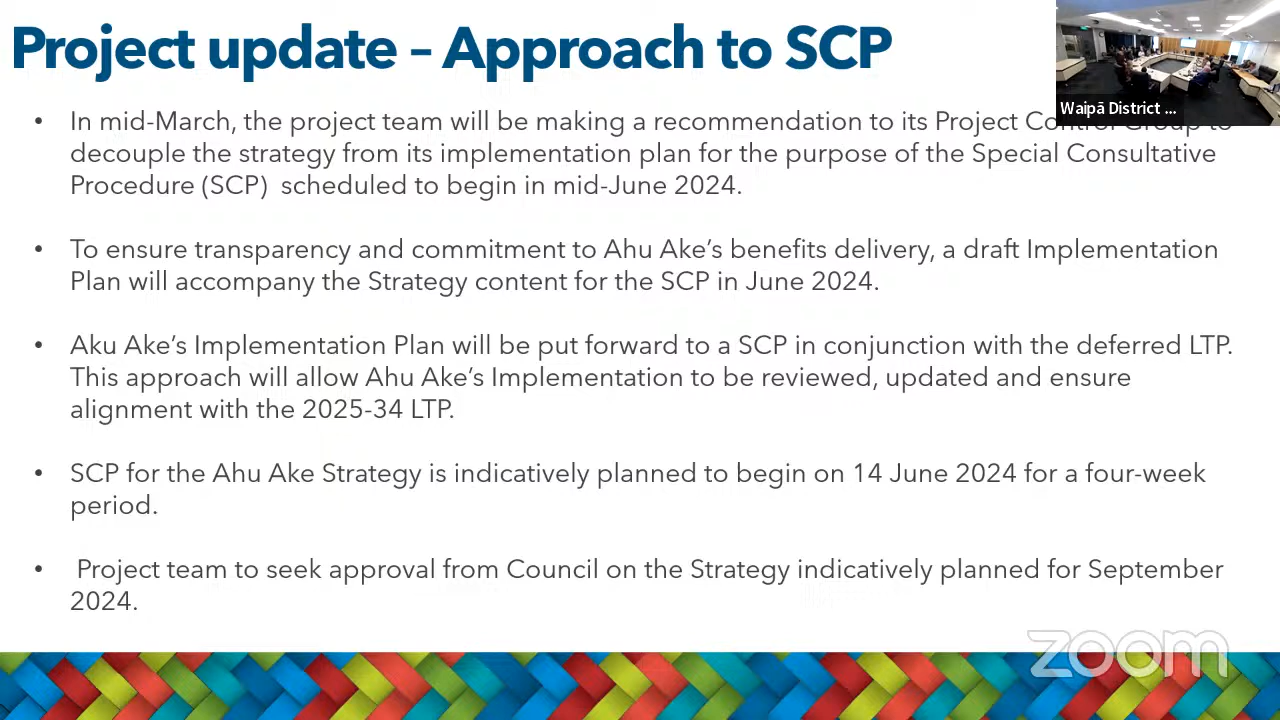 Project update – Approach to SCP
Waipā District ...
• In mid-March, the project team will be making a recommendation to its Project Control Group to
decouple the strategy from its implementation plan for the purpose of the Special Consultative
Procedure (SCP)  scheduled to begin in mid-June 2024.
• To ensure transparency and commitment to Ahu Ake’s benefits delivery, a draft Implementation
Plan will accompany the Strategy content for the SCP in June 2024.
• Aku Ake’s Implementation Plan will be put forward to a SCP in conjunction with the deferred LTP.
This approach will allow Ahu Ake’s Implementation to be reviewed, updated and ensure
alignment with the 2025-34 LTP.
• SCP for the Ahu Ake Strategy is indicatively planned to begin on 14 June 2024 for a four-week
period.
• Project team to seek approval from Council on the Strategy indicatively planned for September
2024.
zoom